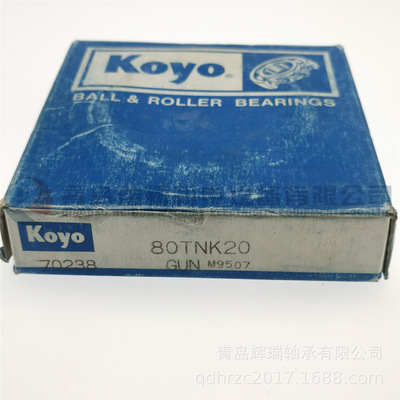 Koyo®
BALL & ROLLER BEARINGS
Koyo
80TNK20
70238
GUN M9507
青岛辉瑞轴承有限公司
qdhrzc2017.1688.com